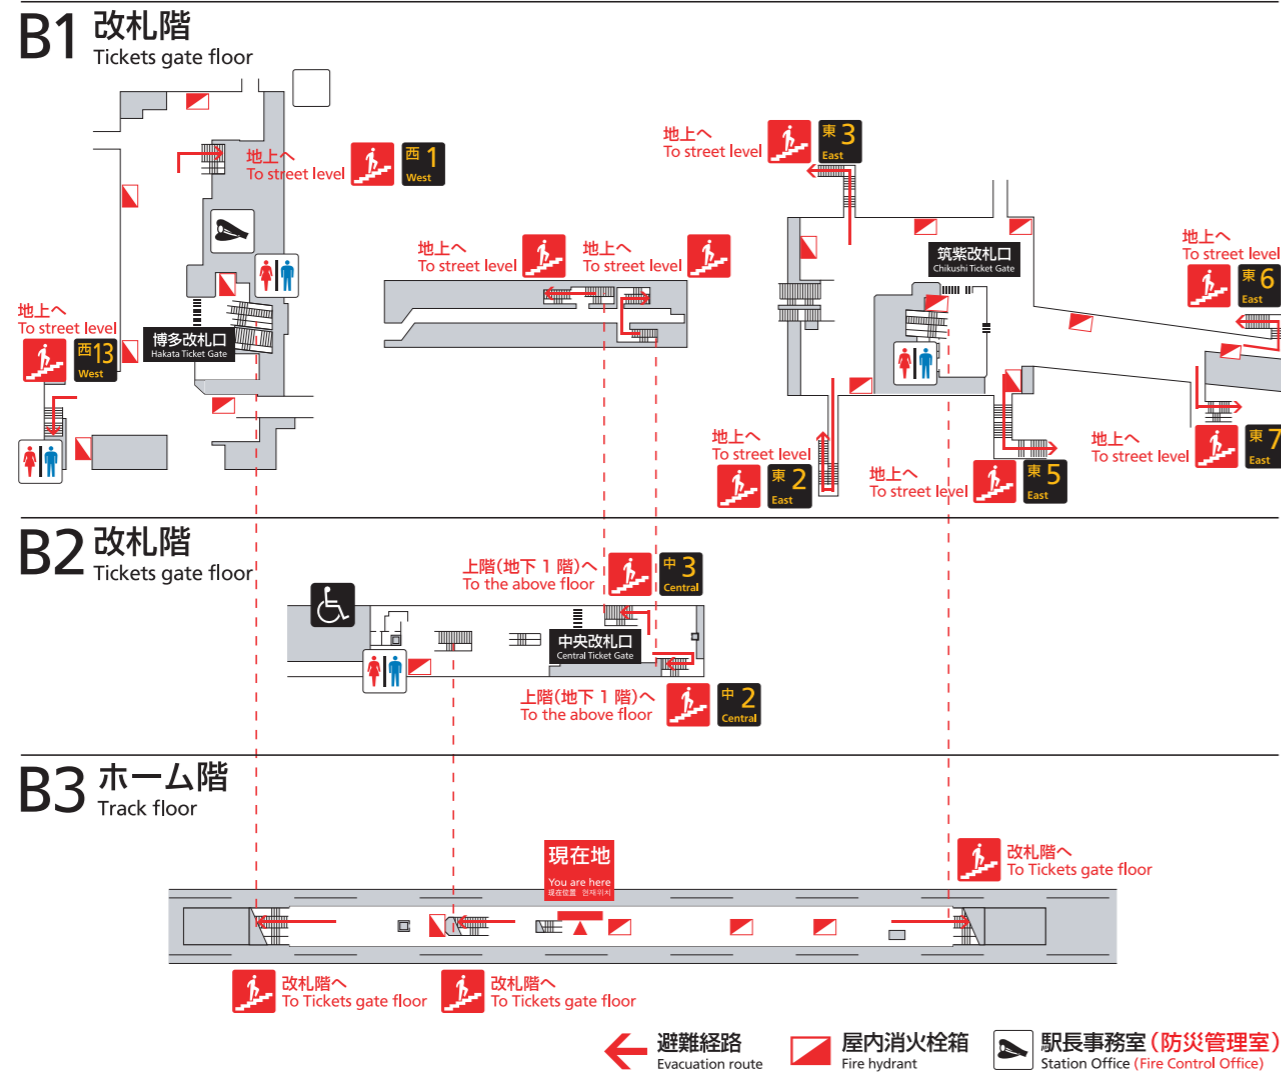 B1 改札階
Tickets gate floor
地上へ
To street level
西 1
West
地上へ
To street level
東 3
East
地上へ
To street level
地上へ
To street level
筑紫改札口
Chikushi Ticket Gate
地上へ
To street level
東 6
East
地上へ
To street level
西13
West
博多改札口
Hakata Ticket Gate
地上へ
To street level
東 2
East
地上へ
To street level
東 5
East
地上へ
To street level
東 7
East
B2 改札階
Tickets gate floor
上階(地下 1 階)へ
To the above floor
中 3
Central
中央改札口
Central Ticket Gate
上階(地下 1 階)へ
To the above floor
中 2
Central
B3 ホーム階
Track floor
現在地
You are here
现在位置 현재위치
改札階へ
To Tickets gate floor
改札階へ
To Tickets gate floor
改札階へ
To Tickets gate floor
避難経路
Evacuation route
屋内消火栓箱
Fire hydrant
駅長事務室(防災管理室)
Station Office (Fire Control Office)